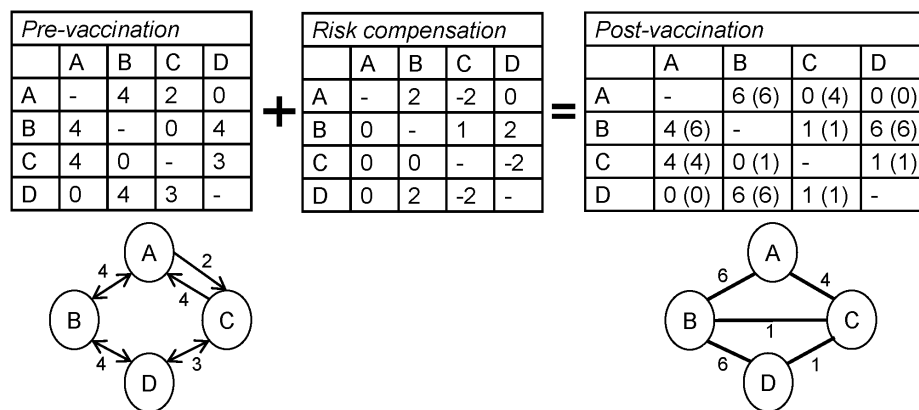 Pre-vaccination
A B C D
A - 4 2 0
B 4 - 0 4
C 4 0 - 3
D 0 4 3 -
+
Risk compensation
A B C D
A - 2 -2 0
B 0 - 1 2
C 0 0 - -2
D 0 2 -2 -
=
Post-vaccination
A B C D
A - 6 (6) 0 (4) 0 (0)
B 4 (6) - 1 (1) 6 (6)
C 4 (4) 0 (1) - 1 (1)
D 0 (0) 6 (6) 1 (1) -
A
4 2
4
B C
4 3
D
A
6 4
B C
1
6 1
D